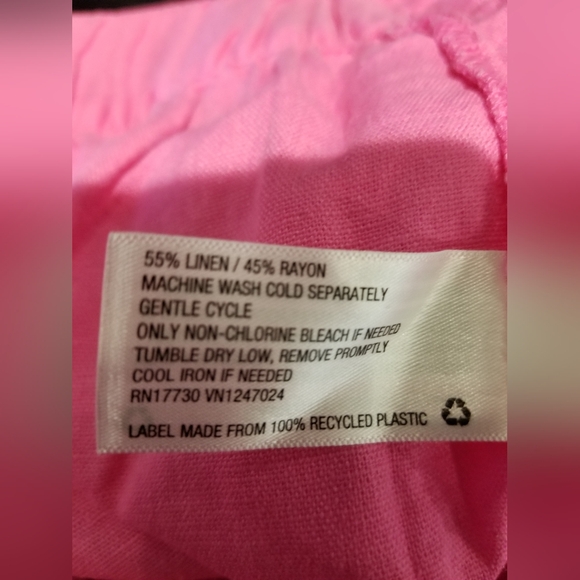 55% LINEN / 45% RAYON
MACHINE WASH COLD SEPARATELY
GENTLE CYCLE
ONLY NON-CHLORINE BLEACH IF NEEDED
TUMBLE DRY LOW, REMOVE PROMPTLY
COOL IRON IF NEEDED
RN17730 VN1247024
LABEL MADE FROM 100% RECYCLED PLASTIC